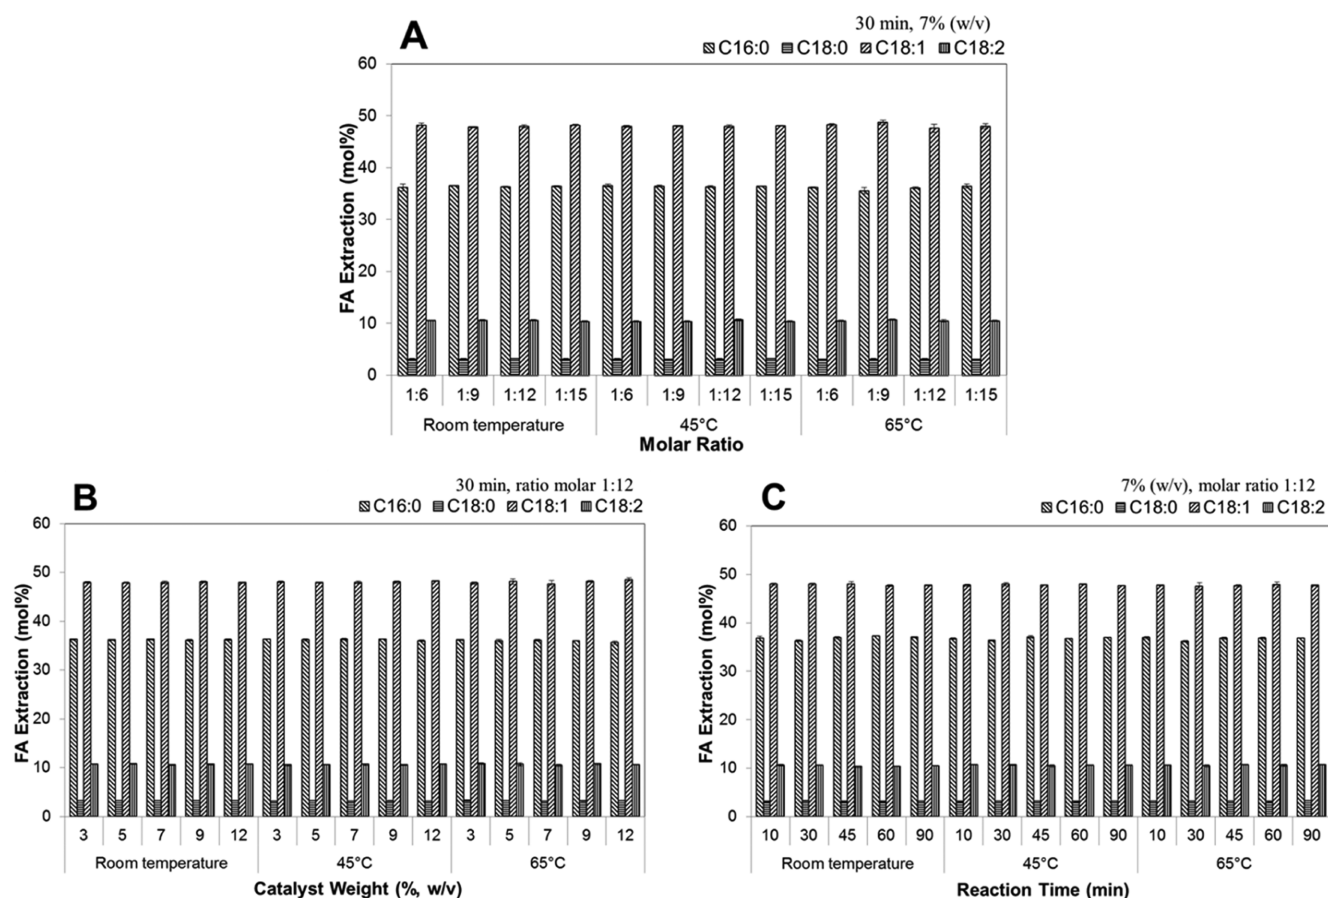 A
30 min, 7% (w/v)
C16:0 C18:0 C18:1 C18:2
60
50
40
30
20
10
0
FA Extraction (mol%)
1:6 1:9 1:12 1:15 1:6 1:9 1:12 1:15 1:6 1:9 1:12 1:15
Room temperature 45°C 65°C
Molar Ratio
B
30 min, ratio molar 1:12
C16:0 C18:0 C18:1 C18:2
60
50
40
30
20
10
0
FA Extraction (mol%)
3 5 7 9 12 3 5 7 9 12 3 5 7 9 12
Room temperature 45°C 65°C
Catalyst Weight (%, w/v)
C
7% (w/v), molar ratio 1:12
C16:0 C18:0 C18:1 C18:2
60
50
40
30
20
10
0
FA Extraction (mol%)
10 30 45 60 90 10 30 45 60 90 10 30 45 60 90
Room temperature 45°C 65°C
Reaction Time (min)